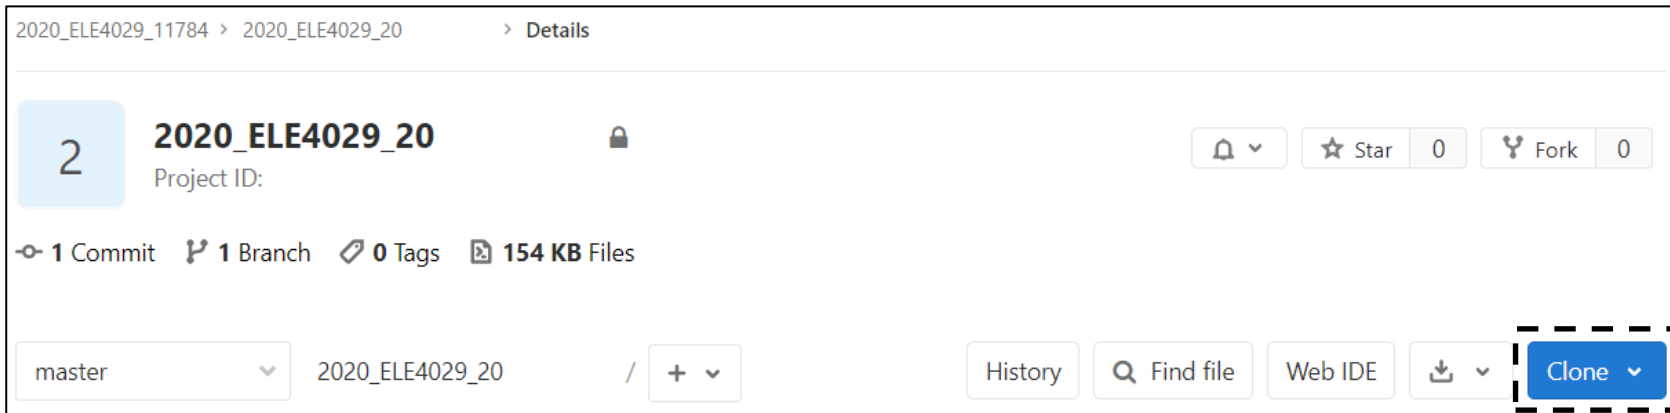 2020_ELE4029_11784 > 2020_ELE4029_20 > Details
2
2020_ELE4029_20
Project ID:
Star 0 Fork 0
1 Commit 1 Branch 0 Tags 154 KB Files
master 2020_ELE4029_20 / + History Find file Web IDE Clone